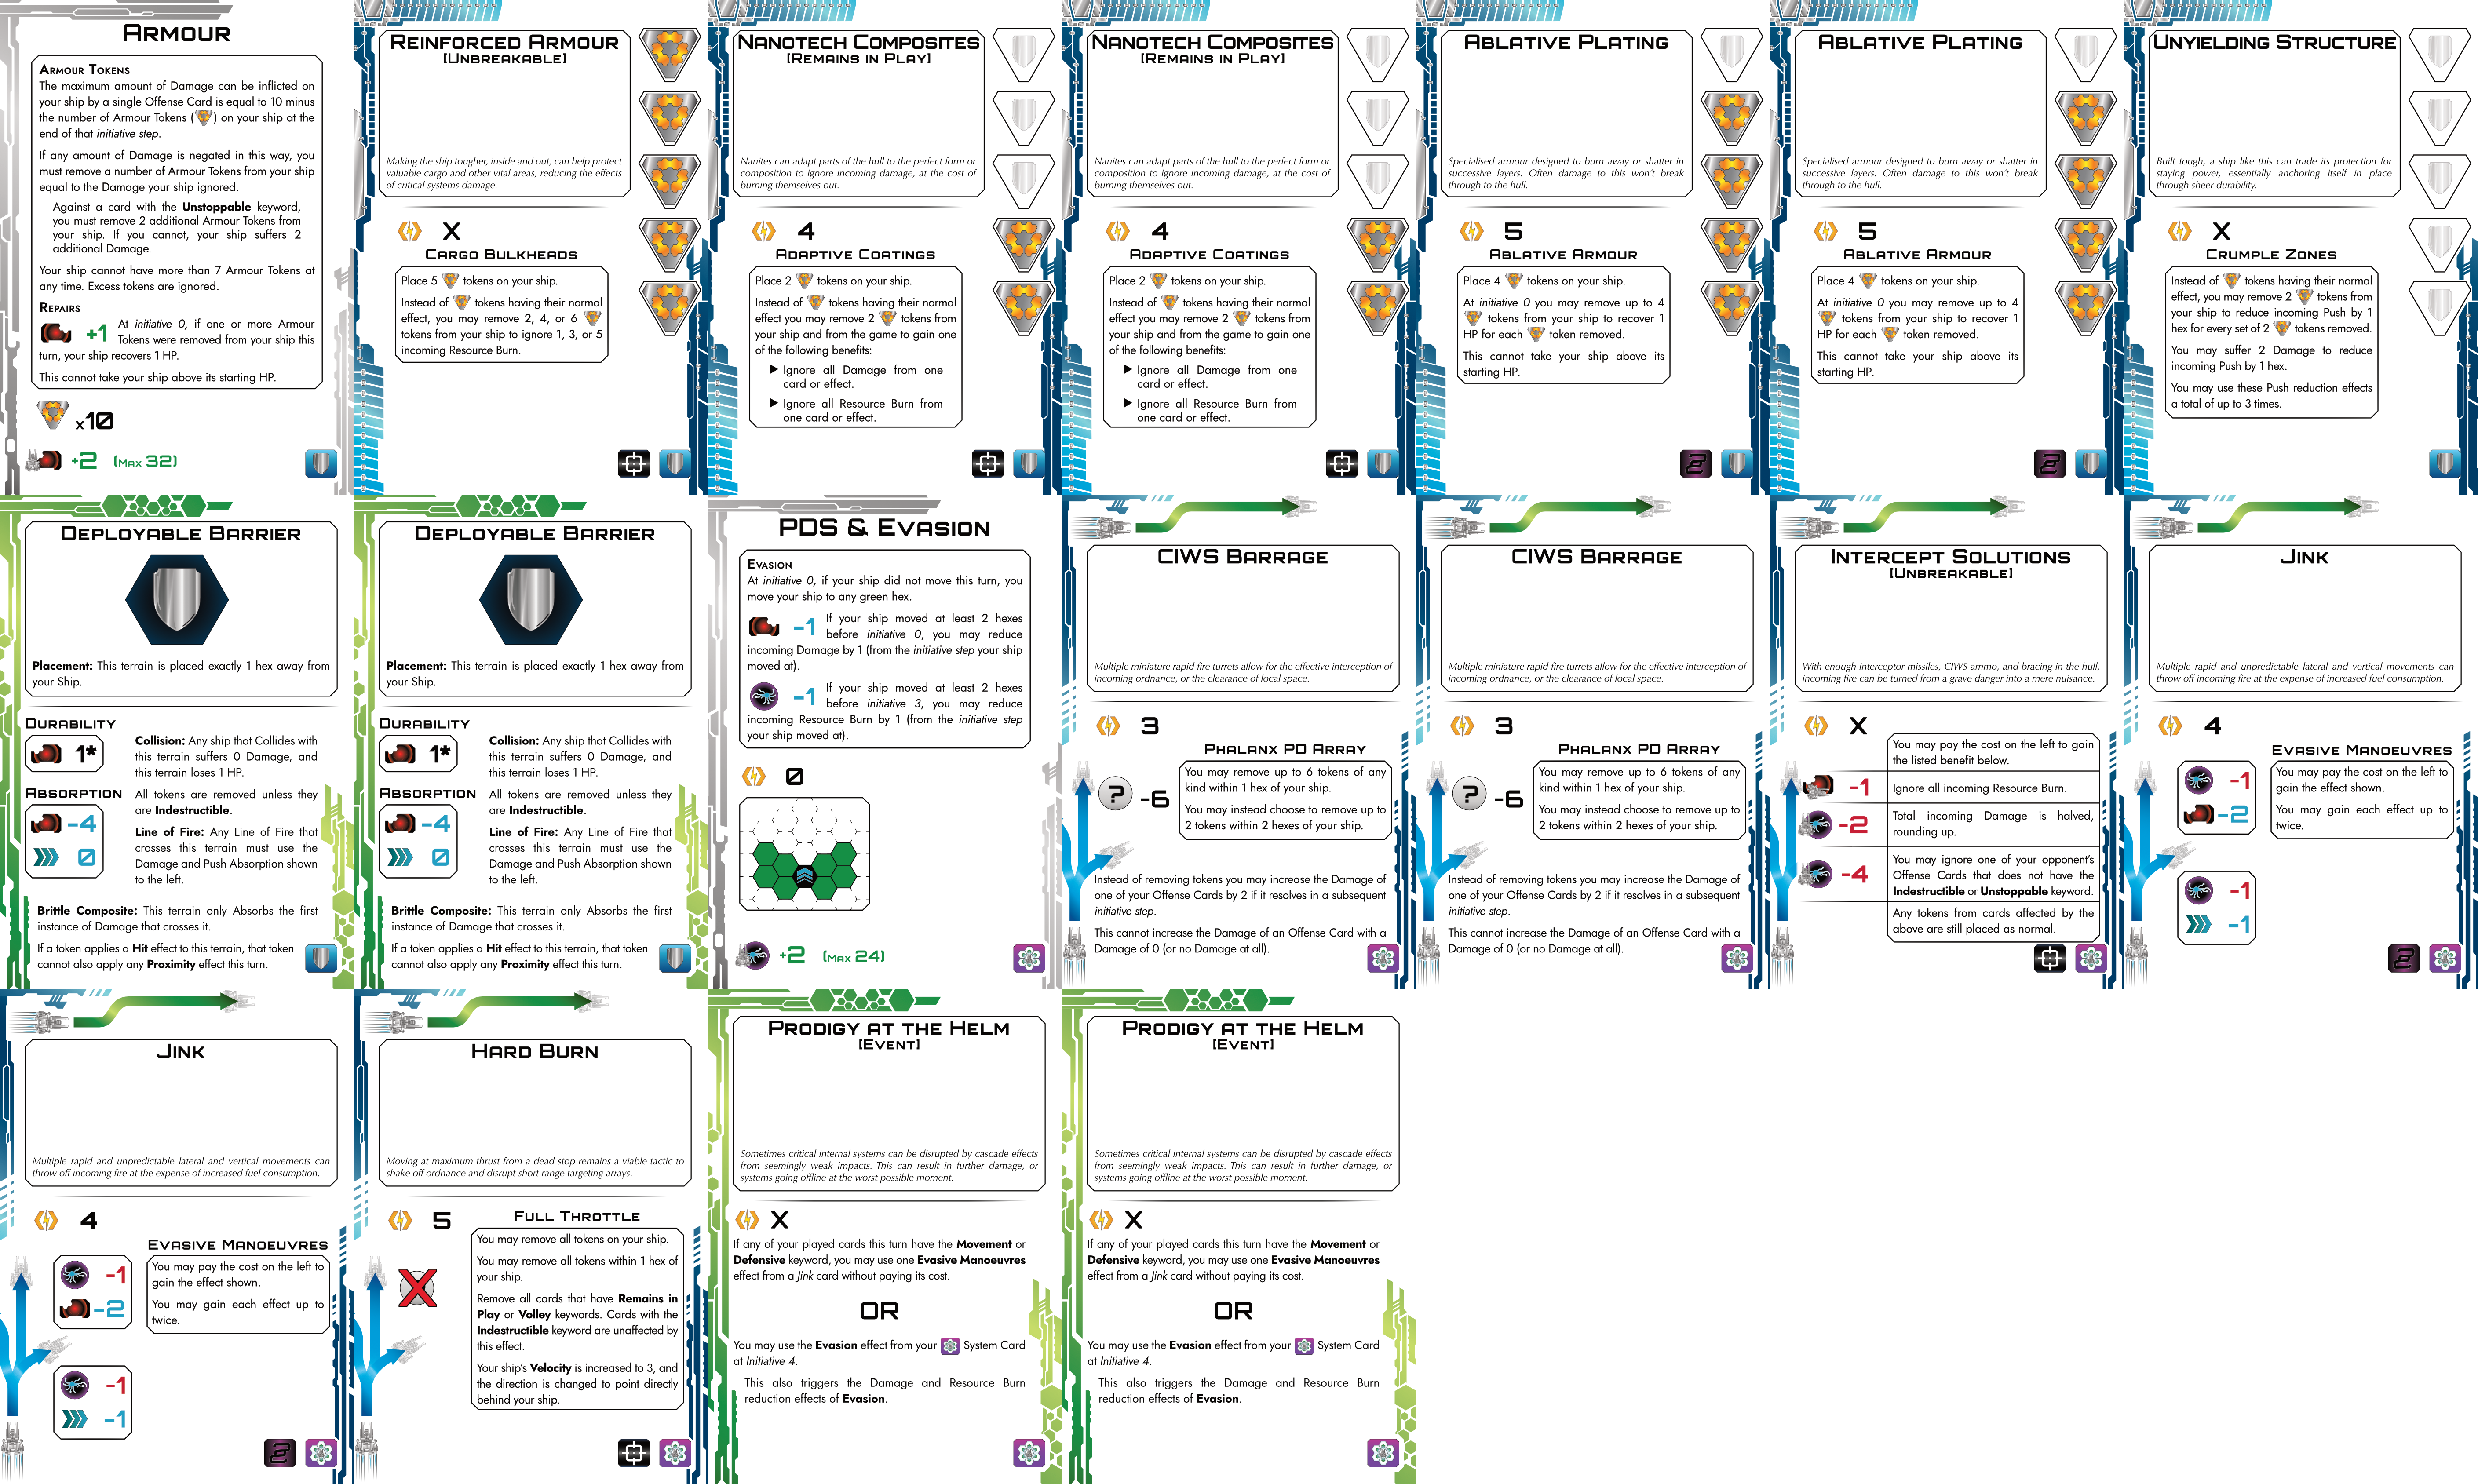 ARMOUR
ARMOUR TOKENS
The maximum amount of Damage can be inflicted on
your ship by a single Offense Card is equal to 10 minus
the number of Armour Tokens ( ) on your ship at the
end of that initiative step.
If any amount of Damage is negated in this way, you
must remove a number of Armour Tokens from your ship
equal to the Damage your ship ignored.
Against a card with the Unstoppable keyword,
you must remove 2 additional Armour Tokens from
your ship. If you cannot, your ship suffers 2
additional Damage.
Your ship cannot have more than 7 Armour Tokens at
any time. Excess tokens are ignored.
REPAIRS
+1 At initiative 0, if one or more Armour
Tokens were removed from your ship this
turn, your ship recovers 1 HP.
This cannot take your ship above its starting HP.
x10
+2 (MAX 32)
REINFORCED ARMOUR
[UNBREAKABLE]
Making the ship tougher, inside and out, can help protect
valuable cargo and other vital areas, reducing the effects
of critical systems damage.
X
CARGO BULKHEADS
Place 5 tokens on your ship.
Instead of tokens having their normal
effect, you may remove 2, 4, or 6
tokens from your ship to ignore 1, 3, or 5
incoming Resource Burn.
NANOTECH COMPOSITES
[REMAINS IN PLAY]
Nanites can adapt parts of the hull to the perfect form or
composition to ignore incoming damage, at the cost of
burning themselves out.
4
ADAPTIVE COATINGS
Place 2 tokens on your ship.
Instead of tokens having their normal
effect you may remove 2 tokens from
your ship and from the game to gain one
of the following benefits:
▶ Ignore all Damage from one
card or effect.
▶ Ignore all Resource Burn from
one card or effect.
NANOTECH COMPOSITES
[REMAINS IN PLAY]
Nanites can adapt parts of the hull to the perfect form or
composition to ignore incoming damage, at the cost of
burning themselves out.
4
ADAPTIVE COATINGS
Place 2 tokens on your ship.
Instead of tokens having their normal
effect you may remove 2 tokens from
your ship and from the game to gain one
of the following benefits:
▶ Ignore all Damage from one
card or effect.
▶ Ignore all Resource Burn from
one card or effect.
ABLATIVE PLATING
Specialised armour designed to burn away or shatter in
successive layers. Often damage to this won't break
through to the hull.
5
ABLATIVE ARMOUR
Place 4 tokens on your ship.
At initiative 0 you may remove up to 4
tokens from your ship to recover 1
HP for each token removed.
This cannot take your ship above its
starting HP.
2
ABLATIVE PLATING
Specialised armour designed to burn away or shatter in
successive layers. Often damage to this won't break
through to the hull.
5
ABLATIVE ARMOUR
Place 4 tokens on your ship.
At initiative 0 you may remove up to 4
tokens from your ship to recover 1
HP for each token removed.
This cannot take your ship above its
starting HP.
2
UNYIELDING STRUCTURE
Built tough, a ship like this can trade its protection for
staying power, essentially anchoring itself in place
through sheer durability.
X
CRUMPLE ZONES
Instead of tokens having their normal
effect, you may remove 2 tokens from
your ship to reduce incoming Push by 1
hex for every set of 2 tokens removed.
You may suffer 2 Damage to reduce
incoming Push by 1 hex.
You may use these Push reduction effects
a total of up to 3 times.
DEPLOYABLE BARRIER
Placement: This terrain is placed exactly 1 hex away from
your Ship.
DURABILITY
1*
ABSORPTION
-4
0
Collision: Any ship that Collides with
this terrain suffers 0 Damage, and
this terrain loses 1 HP.
All tokens are removed unless they
are Indestructible.
Line of Fire: Any Line of Fire that
crosses this terrain must use the
Damage and Push Absorption shown
to the left.
Brittle Composite: This terrain only Absorbs the first
instance of Damage that crosses it.
If a token applies a Hit effect to this terrain, that token
cannot also apply any Proximity effect this turn.
DEPLOYABLE BARRIER
Placement: This terrain is placed exactly 1 hex away from
your Ship.
DURABILITY
1*
ABSORPTION
-4
0
Collision: Any ship that Collides with
this terrain suffers 0 Damage, and
this terrain loses 1 HP.
All tokens are removed unless they
are Indestructible.
Line of Fire: Any Line of Fire that
crosses this terrain must use the
Damage and Push Absorption shown
to the left.
Brittle Composite: This terrain only Absorbs the first
instance of Damage that crosses it.
If a token applies a Hit effect to this terrain, that token
cannot also apply any Proximity effect this turn.
PDS & EVASION
EVASION
At initiative 0, if your ship did not move this turn, you
move your ship to any green hex.
-1 If your ship moved at least 2 hexes
before initiative 0, you may reduce
incoming Damage by 1 (from the initiative step your ship
moved at).
-1 If your ship moved at least 2 hexes
before initiative 3, you may reduce
incoming Resource Burn by 1 (from the initiative step
your ship moved at).
0
+2 (MAX 24)
CIWS BARRAGE
Multiple miniature rapid-fire turrets allow for the effective interception of
incoming ordnance, or the clearance of local space.
3
PHALANX PD ARRAY
? -6
You may remove up to 6 tokens of any
kind within 1 hex of your ship.
You may instead choose to remove up to
2 tokens within 2 hexes of your ship.
Instead of removing tokens you may increase the Damage of
one of your Offense Cards by 2 if it resolves in a subsequent
initiative step.
This cannot increase the Damage of an Offense Card with a
Damage of 0 (or no Damage at all).
CIWS BARRAGE
Multiple miniature rapid-fire turrets allow for the effective interception of
incoming ordnance, or the clearance of local space.
3
PHALANX PD ARRAY
? -6
You may remove up to 6 tokens of any
kind within 1 hex of your ship.
You may instead choose to remove up to
2 tokens within 2 hexes of your ship.
Instead of removing tokens you may increase the Damage of
one of your Offense Cards by 2 if it resolves in a subsequent
initiative step.
This cannot increase the Damage of an Offense Card with a
Damage of 0 (or no Damage at all).
INTERCEPT SOLUTIONS
[UNBREAKABLE]
With enough interceptor missiles, CIWS ammo, and bracing in the hull,
incoming fire can be turned from a grave danger into a mere nuisance.
X
You may pay the cost on the left to gain
the listed benefit below.
-1 Ignore all incoming Resource Burn.
-2 Total incoming Damage is halved,
rounding up.
-4 You may ignore one of your opponent's
Offense Cards that does not have the
Indestructible or Unstoppable keyword.
Any tokens from cards affected by the
above are still placed as normal.
JINK
Multiple rapid and unpredictable lateral and vertical movements can
throw off incoming fire at the expense of increased fuel consumption.
4
EVASIVE MANOEUVRES
-1
-2
You may pay the cost on the left to
gain the effect shown.
You may gain each effect up to
twice.
-1
-1
2
JINK
Multiple rapid and unpredictable lateral and vertical movements can
throw off incoming fire at the expense of increased fuel consumption.
4
EVASIVE MANOEUVRES
-1
-2
You may pay the cost on the left to
gain the effect shown.
You may gain each effect up to
twice.
-1
-1
2
HARD BURN
Moving at maximum thrust from a dead stop remains a viable tactic to
shake off ordnance and disrupt short range targeting arrays.
5
FULL THROTTLE
You may remove all tokens on your ship.
You may remove all tokens within 1 hex of
your ship.
Remove all cards that have Remains in
Play or Volley keywords. Cards with the
Indestructible keyword are unaffected by
this effect.
Your ship's Velocity is increased to 3, and
the direction is changed to point directly
behind your ship.
PRODIGY AT THE HELM
[EVENT]
Sometimes critical internal systems can be disrupted by cascade effects
from seemingly weak impacts. This can result in further damage, or
systems going offline at the worst possible moment.
X
If any of your played cards this turn have the Movement or
Defensive keyword, you may use one Evasive Manoeuvres
effect from a Jink card without paying its cost.
OR
You may use the Evasion effect from your System Card
at Initiative 4.
This also triggers the Damage and Resource Burn
reduction effects of Evasion.
PRODIGY AT THE HELM
[EVENT]
Sometimes critical internal systems can be disrupted by cascade effects
from seemingly weak impacts. This can result in further damage, or
systems going offline at the worst possible moment.
X
If any of your played cards this turn have the Movement or
Defensive keyword, you may use one Evasive Manoeuvres
effect from a Jink card without paying its cost.
OR
You may use the Evasion effect from your System Card
at Initiative 4.
This also triggers the Damage and Resource Burn
reduction effects of Evasion.